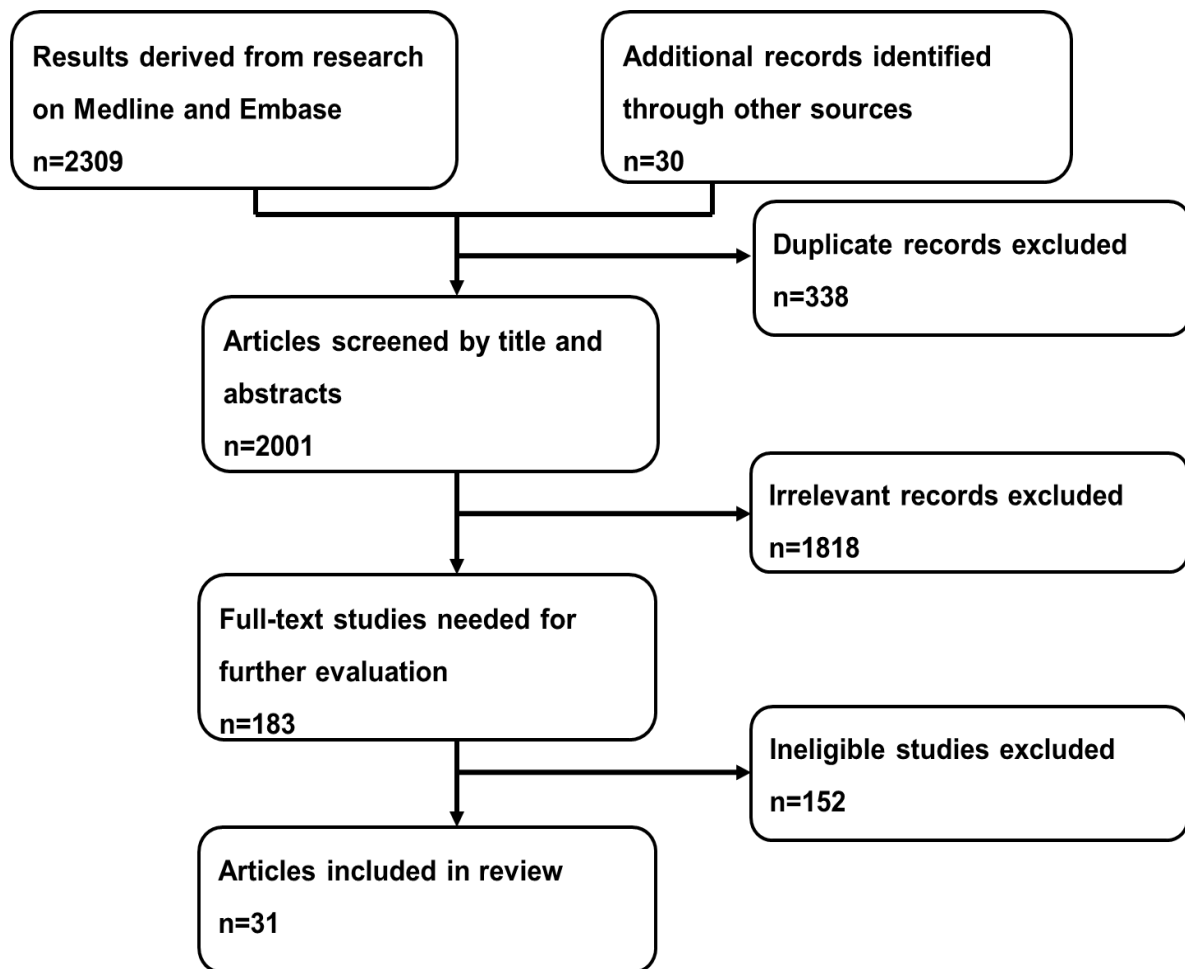 Results derived from research
on Medline and Embase
n=2309
Additional records identified
through other sources
n=30
Duplicate records excluded
n=338
Articles screened by title and
abstracts
n=2001
Irrelevant records excluded
n=1818
Full-text studies needed for
further evaluation
n=183
Ineligible studies excluded
n=152
Articles included in review
n=31